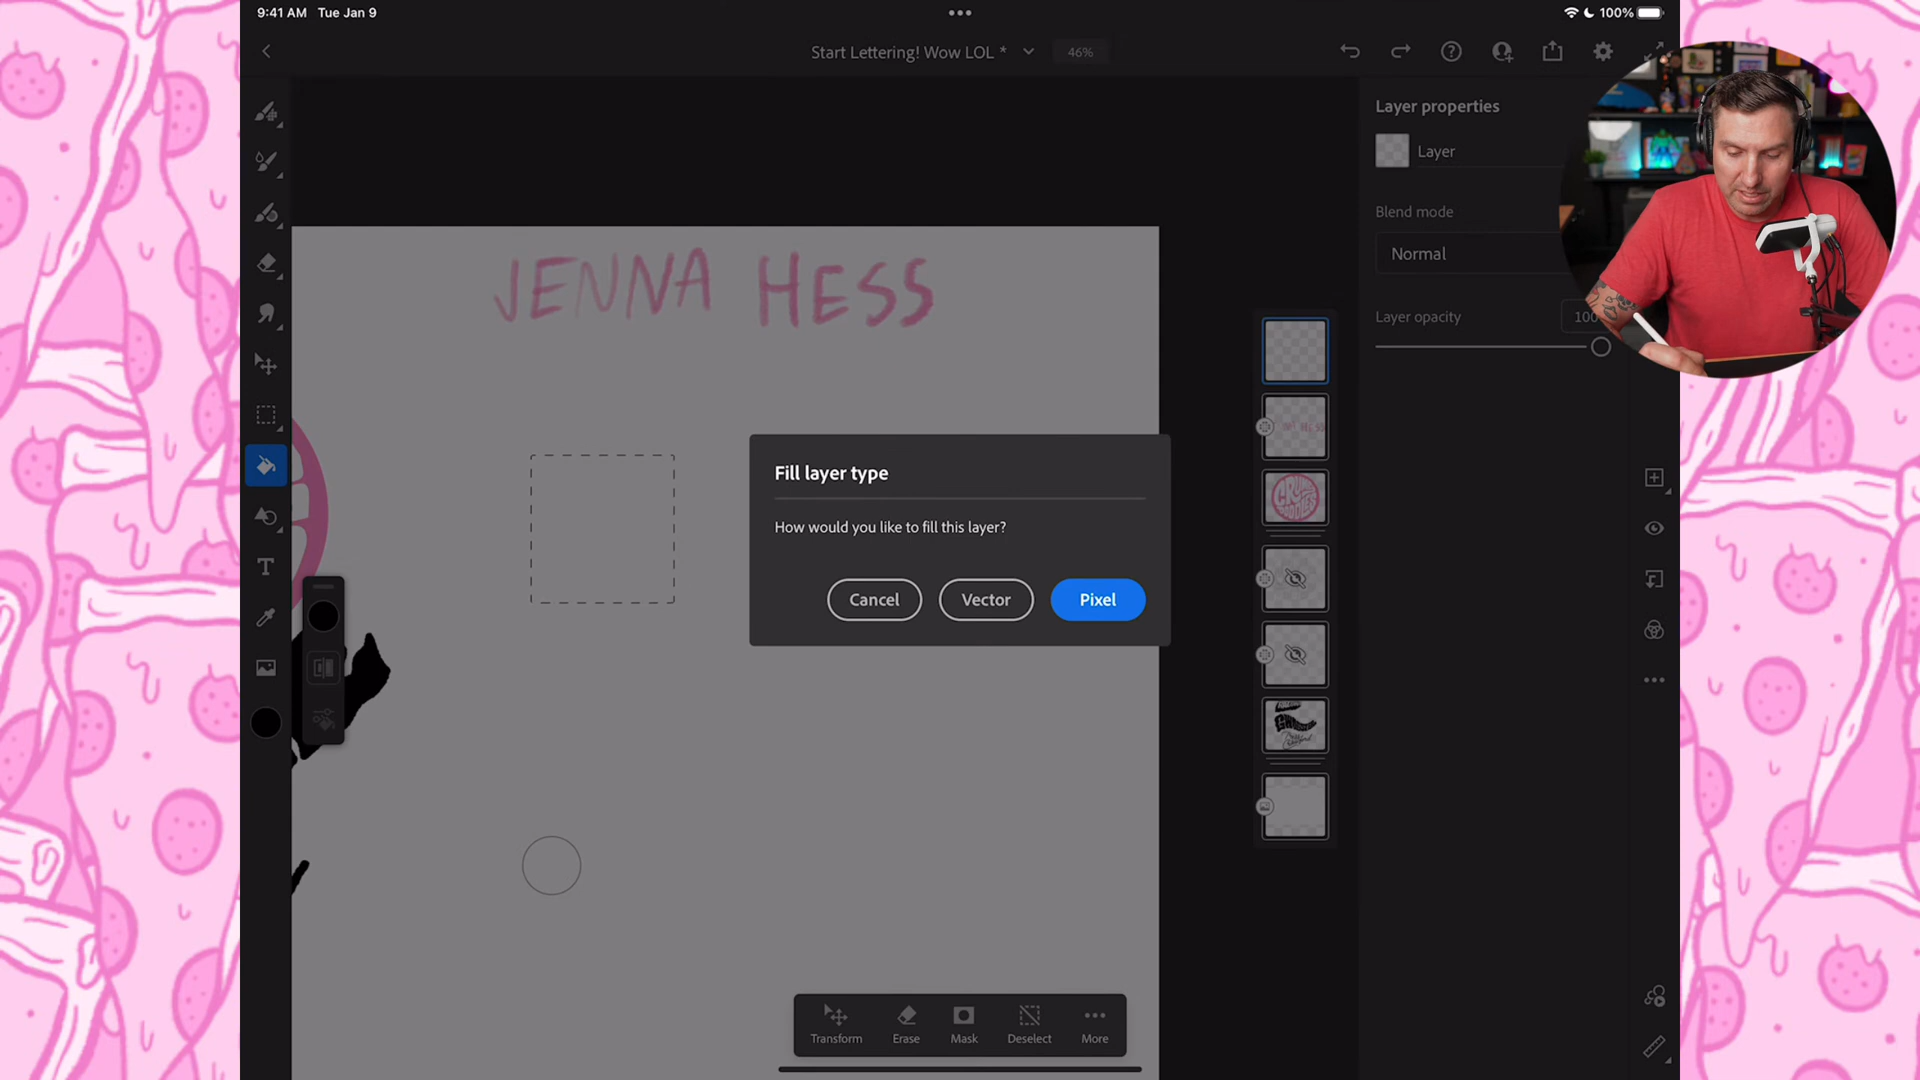 9:41 AM Tue Jan 9
100%
Start Lettering! Wow LOL *
46%
Layer properties
Layer
Blend mode
Normal
Layer opacity
100
JENNA HESS
Fill layer type
How would you like to fill this layer?
Cancel
Vector
Pixel
Transform
Erase
Mask
Deselect
More